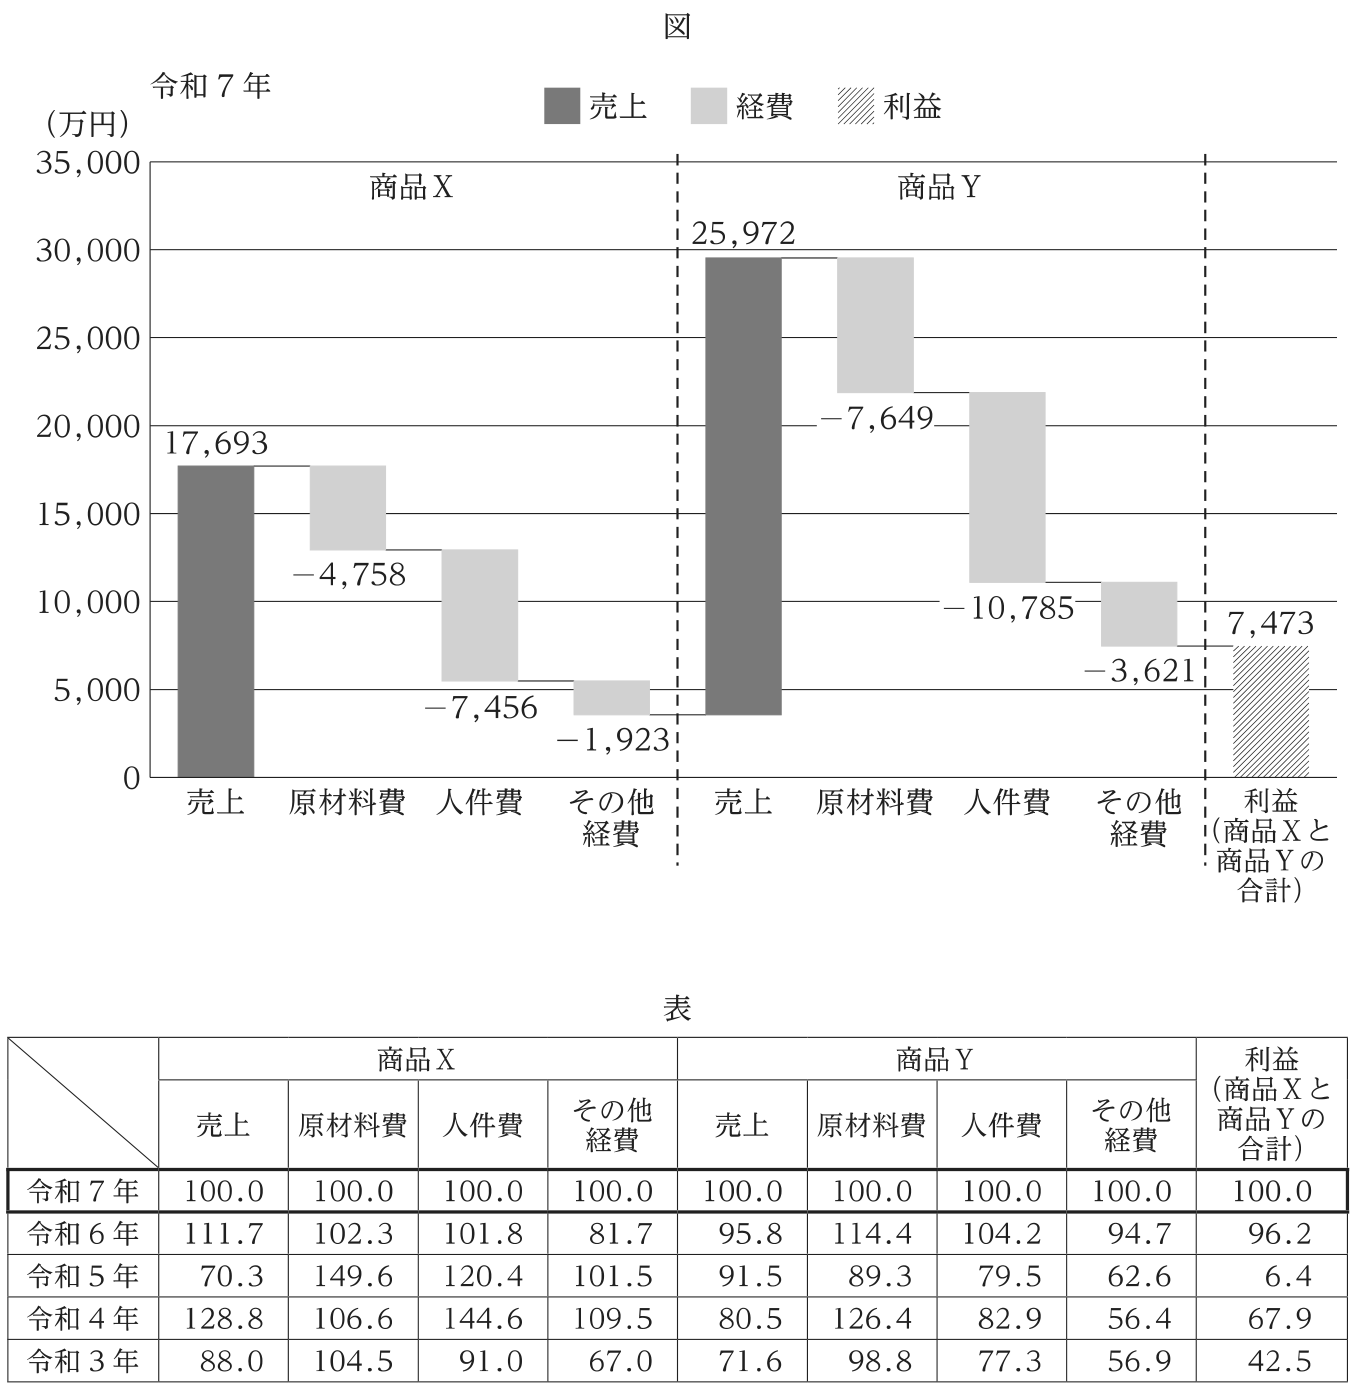 図
令和７年
（万円）
売上 経費 利益
35,000
商品Ｘ 商品Ｙ
25,972
30,000
25,000
−7,649
20,000
17,693
15,000
−4,758
10,000
−10,785
7,473
−3,621
5,000
−7,456
−1,923
0
売上 原材料費 人件費 その他 売上 原材料費 人件費 その他 利益
経費 経費 （商品Ｘと
商品Ｙの
合計）
表
商品Ｘ 商品Ｙ 利益
（商品Ｘと
商品Ｙの
合計）
売上 原材料費 人件費 その他 売上 原材料費 人件費 その他
経費 経費
令和７年 100.0 100.0 100.0 100.0 100.0 100.0 100.0 100.0 100.0
令和６年 111.7 102.3 101.8 81.7 95.8 114.4 104.2 94.7 96.2
令和５年 70.3 149.6 120.4 101.5 91.5 89.3 79.5 62.6 6.4
令和４年 128.8 106.6 144.6 109.5 80.5 126.4 82.9 56.4 67.9
令和３年 88.0 104.5 91.0 67.0 71.6 98.8 77.3 56.9 42.5